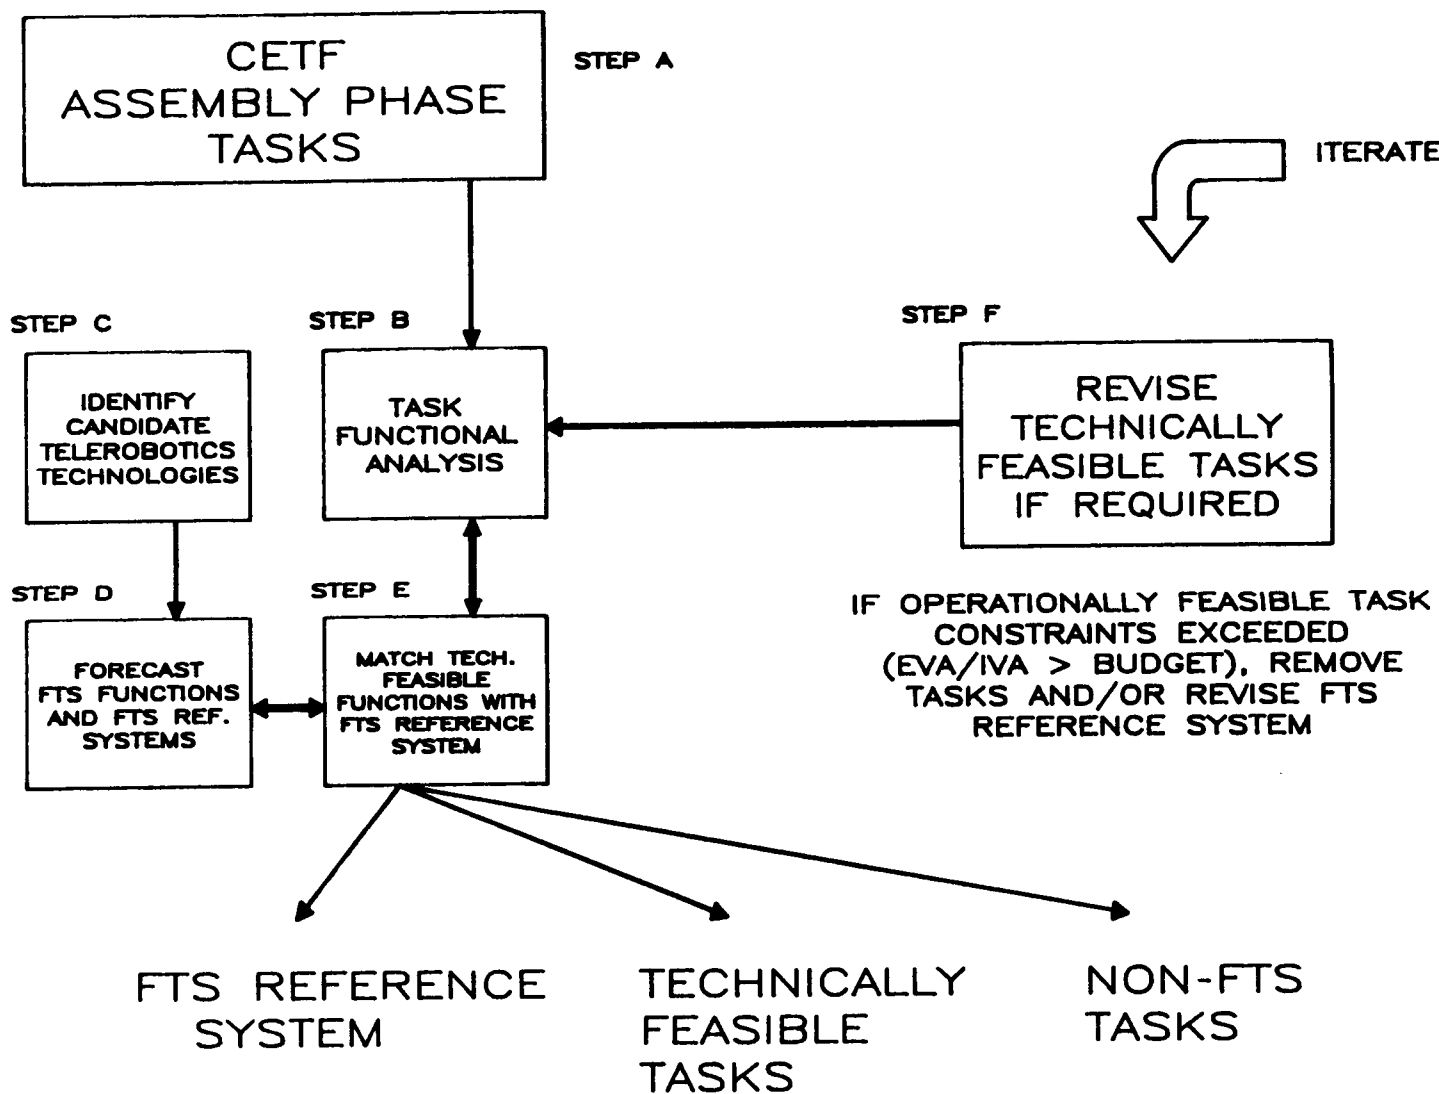 CETF
ASSEMBLY PHASE
TASKS
STEP A
ITERATE
STEP C
IDENTIFY
CANDIDATE
TELEROBOTICS
TECHNOLOGIES
STEP B
TASK
FUNCTIONAL
ANALYSIS
STEP F
REVISE
TECHNICALLY
FEASIBLE TASKS
IF REQUIRED
IF OPERATIONALLY FEASIBLE TASK
CONSTRAINTS EXCEEDED
(EVA/IVA > BUDGET), REMOVE
TASKS AND/OR REVISE FTS
REFERENCE SYSTEM
STEP D
FORECAST
FTS FUNCTIONS
AND FTS REF.
SYSTEMS
STEP E
MATCH TECH.
FEASIBLE
FUNCTIONS WITH
FTS REFERENCE
SYSTEM
FTS REFERENCE
SYSTEM
TECHNICALLY
FEASIBLE
TASKS
NON-FTS
TASKS